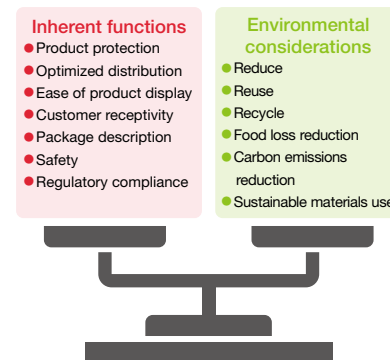 Inherent functions
● Product protection
● Optimized distribution
● Ease of product display
● Customer receptivity
● Package description
● Safety
● Regulatory compliance
Environmental
considerations
● Reduce
● Reuse
● Recycle
● Food loss reduction
● Carbon emissions
reduction
● Sustainable materials use